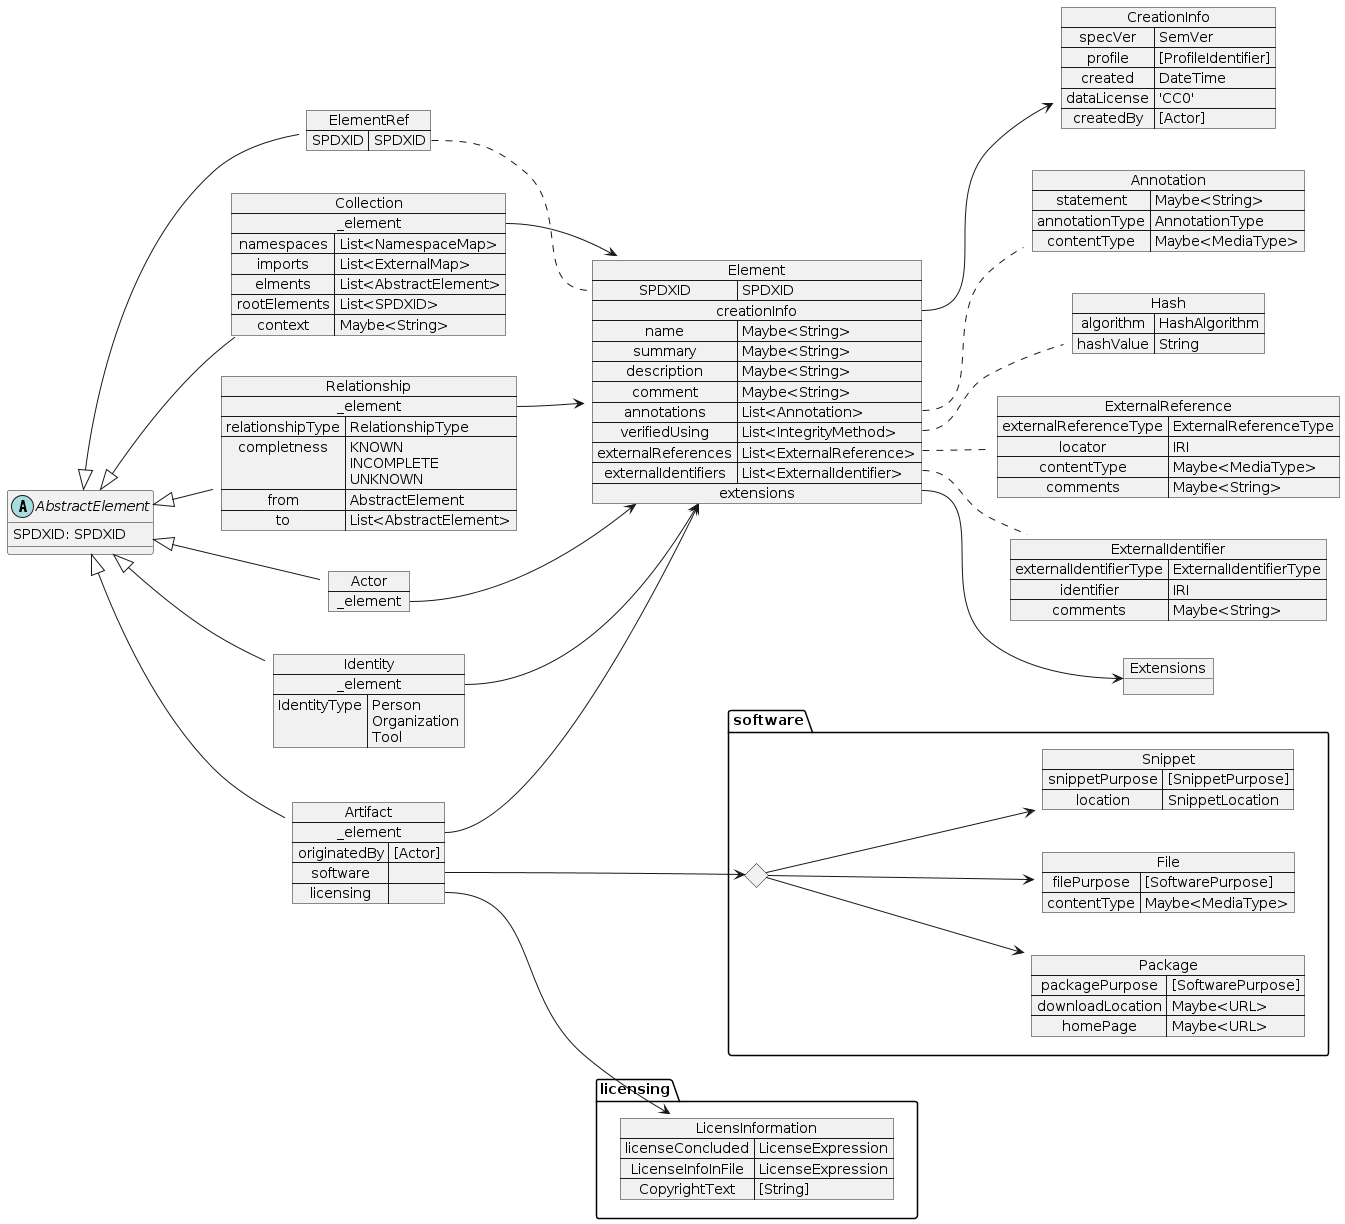 CreationInfo
specVer SemVer
profile [ProfileIdentifier]
created DateTime
dataLicense 'CC0'
createdBy [Actor]
ElementRef
SPDXID SPDXID
Annotation
statement Maybe<String>
annotationType AnnotationType
contentType Maybe<MediaType>
Collection
_element
namespaces List<NamespaceMap>
imports List<ExternalMap>
elments List<AbstractElement>
rootElements List<SPDXID>
context Maybe<String>
Element
SPDXID SPDXID
creationInfo
name Maybe<String>
summary Maybe<String>
description Maybe<String>
comment Maybe<String>
annotations List<Annotation>
verifiedUsing List<IntegrityMethod>
externalReferences List<ExternalReference>
externalIdentifiers List<ExternalIdentifier>
extensions
Hash
algorithm HashAlgorithm
hashValue String
Relationship
_element
relationshipType RelationshipType
completness KNOWN
INCOMPLETE
UNKNOWN
from AbstractElement
to List<AbstractElement>
ExternalReference
externalReferenceType ExternalReferenceType
locator IRI
contentType Maybe<MediaType>
comments Maybe<String>
A AbstractElement
SPDXID: SPDXID
ExternalIdentifier
externalIdentifierType ExternalIdentifierType
identifier IRI
comments Maybe<String>
Actor
_element
Identity
_element
IdentityType Person
Organization
Tool
Extensions
software
Snippet
snippetPurpose [SnippetPurpose]
location SnippetLocation
Artifact
_element
originatedBy [Actor]
software
licensing
File
filePurpose [SoftwarePurpose]
contentType Maybe<MediaType>
Package
packagePurpose [SoftwarePurpose]
downloadLocation Maybe<URL>
homePage Maybe<URL>
licensing
LicensInformation
licenseConcluded LicenseExpression
LicenseInfoInFile LicenseExpression
CopyrightText [String]